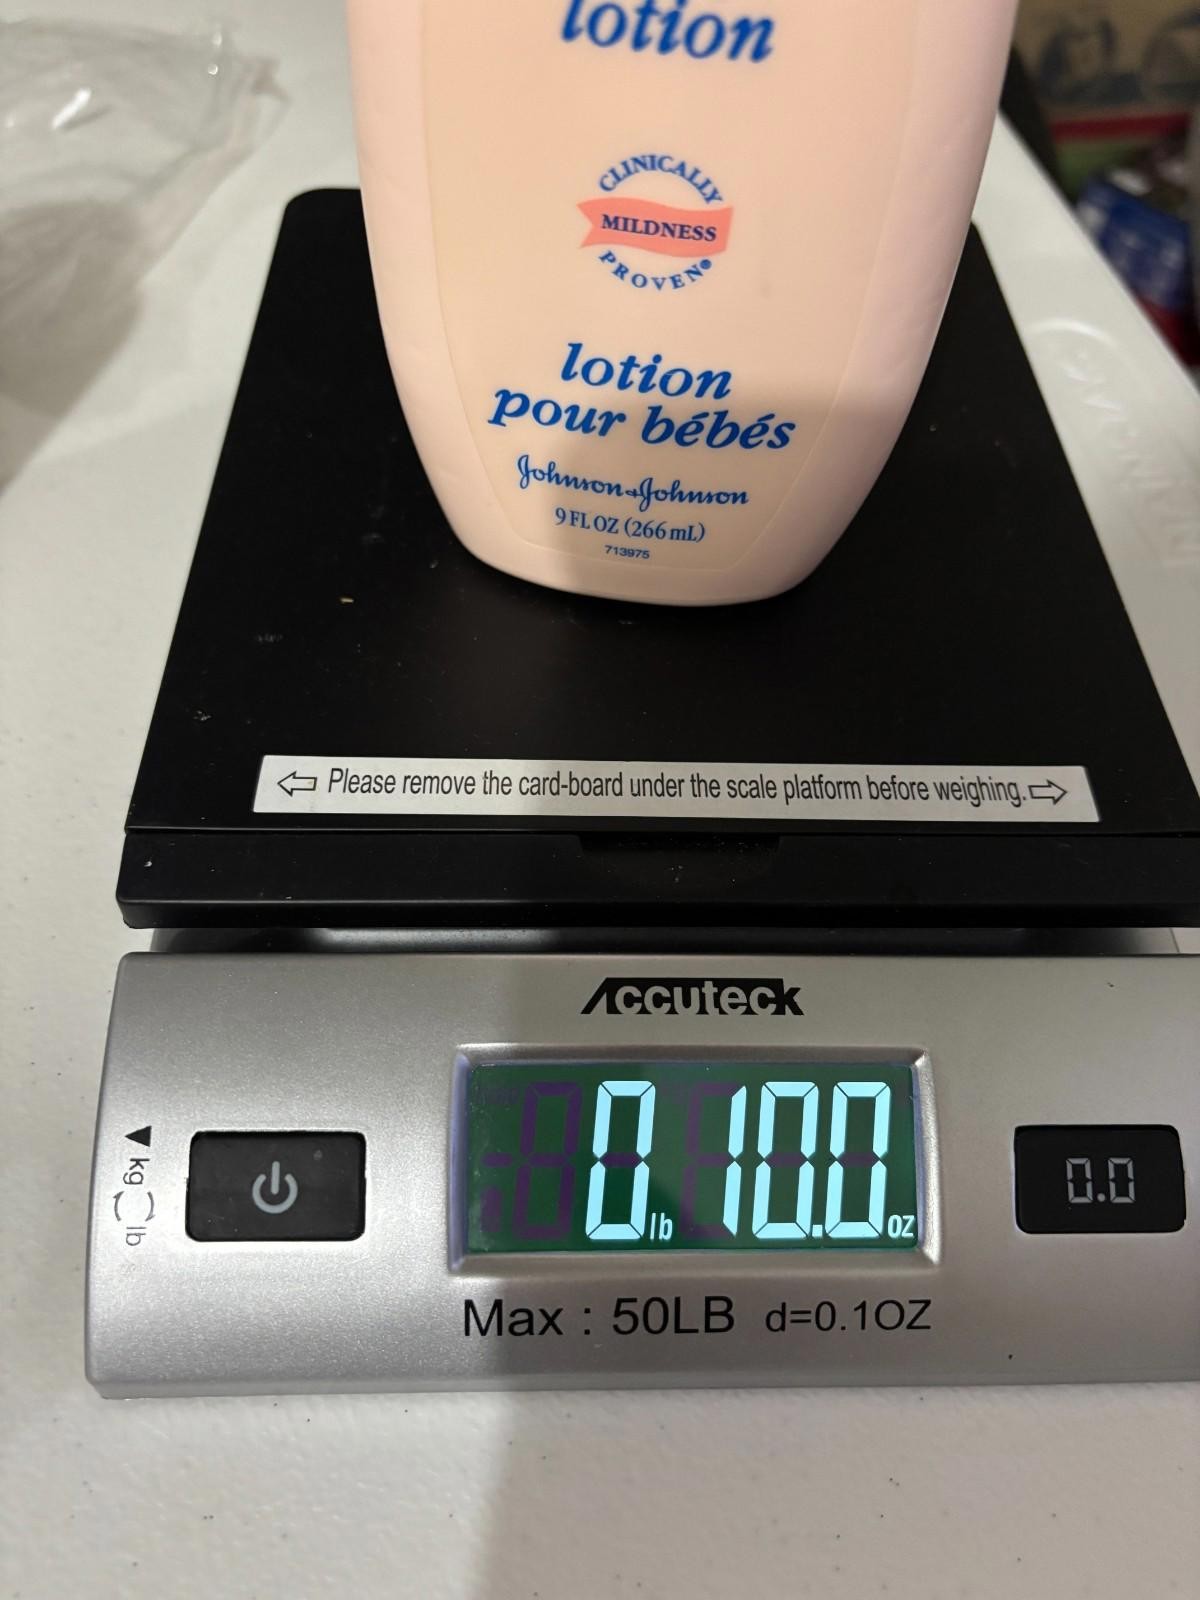 lotion
CLINICALLY
MILDNESS
PROVEN®
lotion
pour bébés
Johnson & Johnson
9 FL OZ (266 mL)
713975
Please remove the card-board under the scale platform before weighing.
Accuteck
0 lb 10.0 oz
kg lb
0.0
Max : 50LB d=0.1OZ